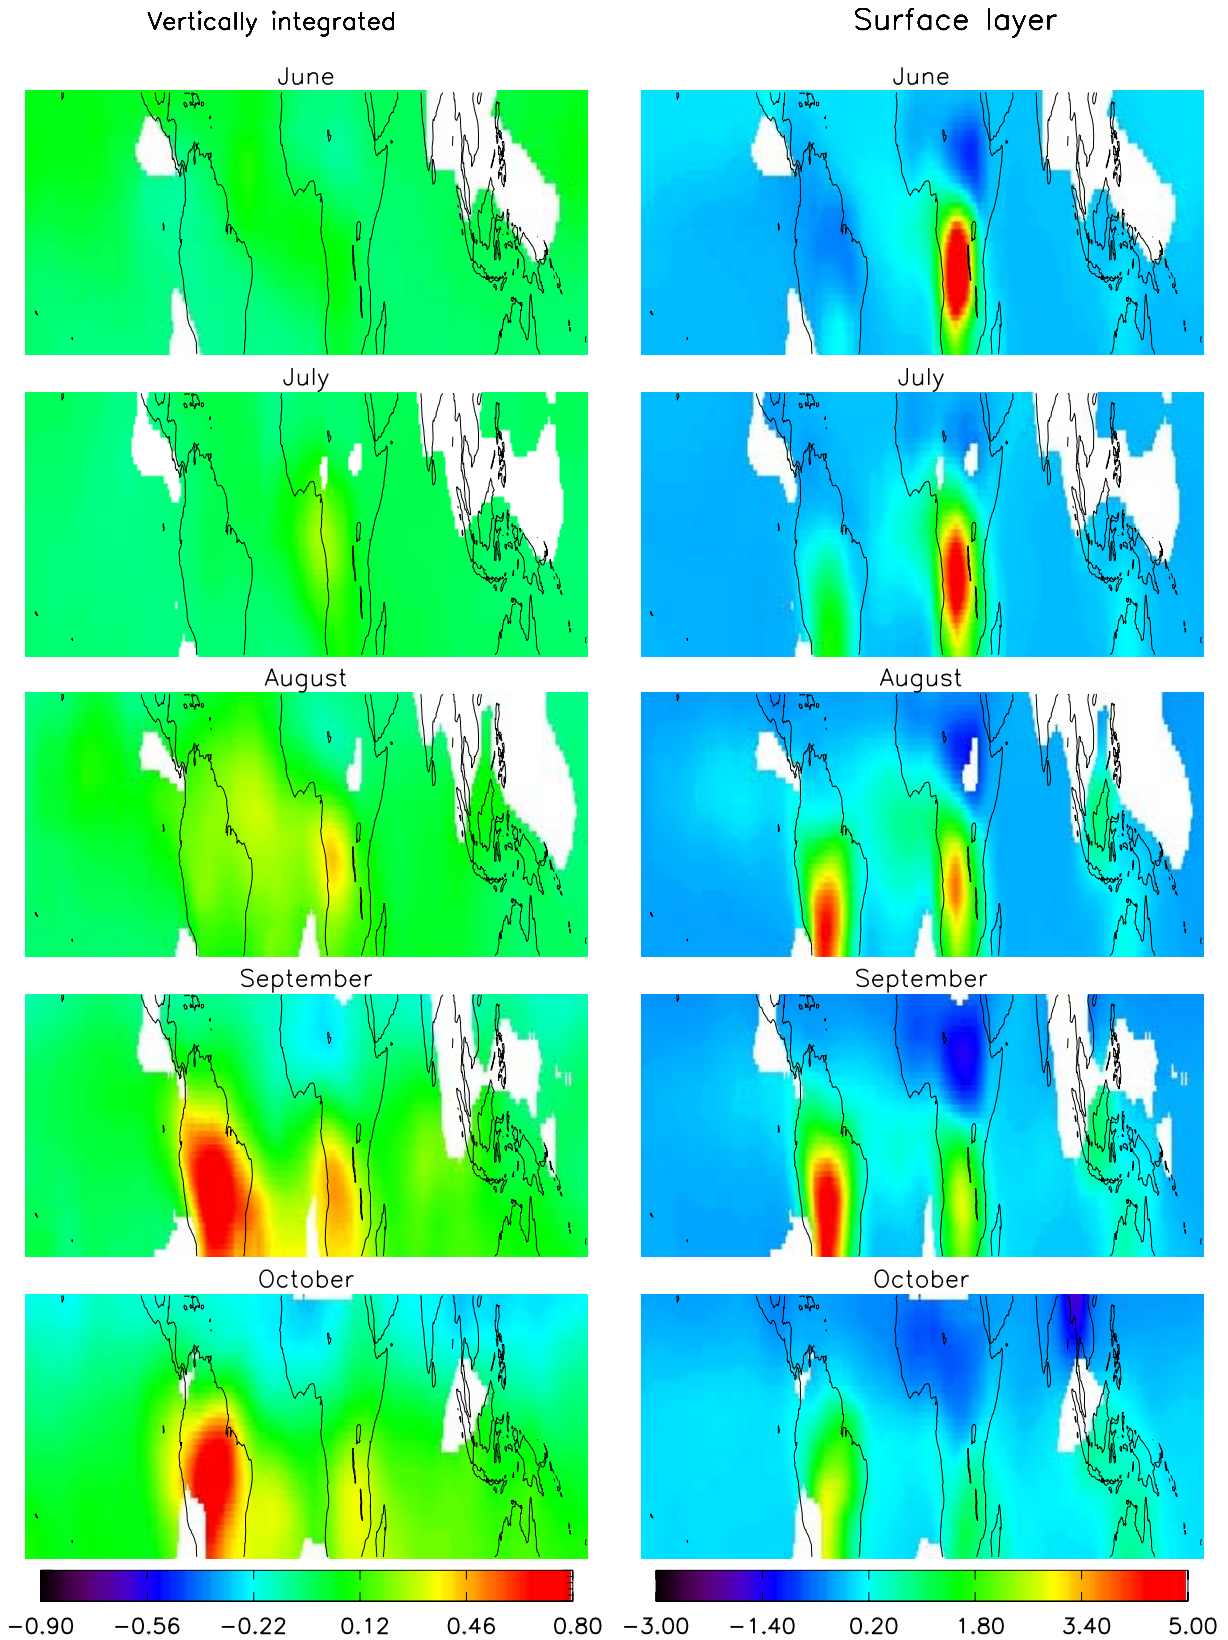 Vertically integrated Surface layer
June June
July July
August August
September September
October October
-0.90 -0.56 -0.22 0.12 0.46 0.80 -3.00 -1.40 0.20 1.80 3.40 5.00